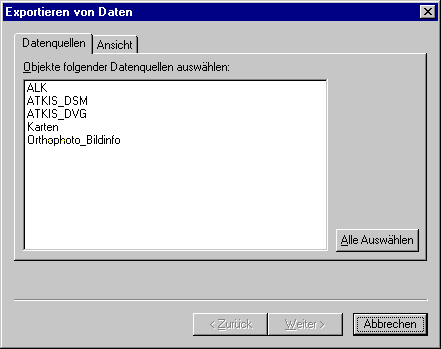 Exportieren von Daten
Datenquellen
Ansicht
Objekte folgender Datenquellen auswählen:
ALK
ATKIS_DSM
ATKIS_DVG
Karten
Orthophoto_Bildinfo
Alle Auswählen
< Zurück
Weiter >
Abbrechen